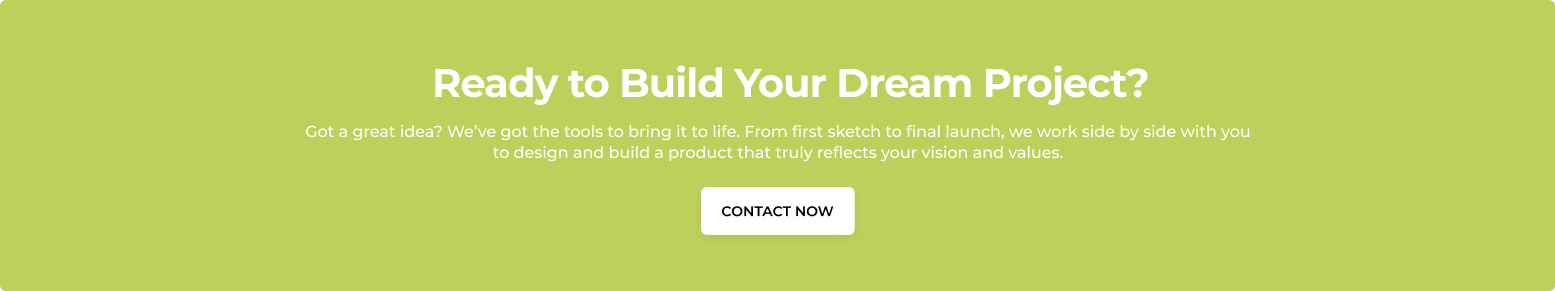 Ready to Build Your Dream Project?
Got a great idea? We’ve got the tools to bring it to life. From first sketch to final launch, we work side by side with you
to design and build a product that truly reflects your vision and values.
CONTACT NOW